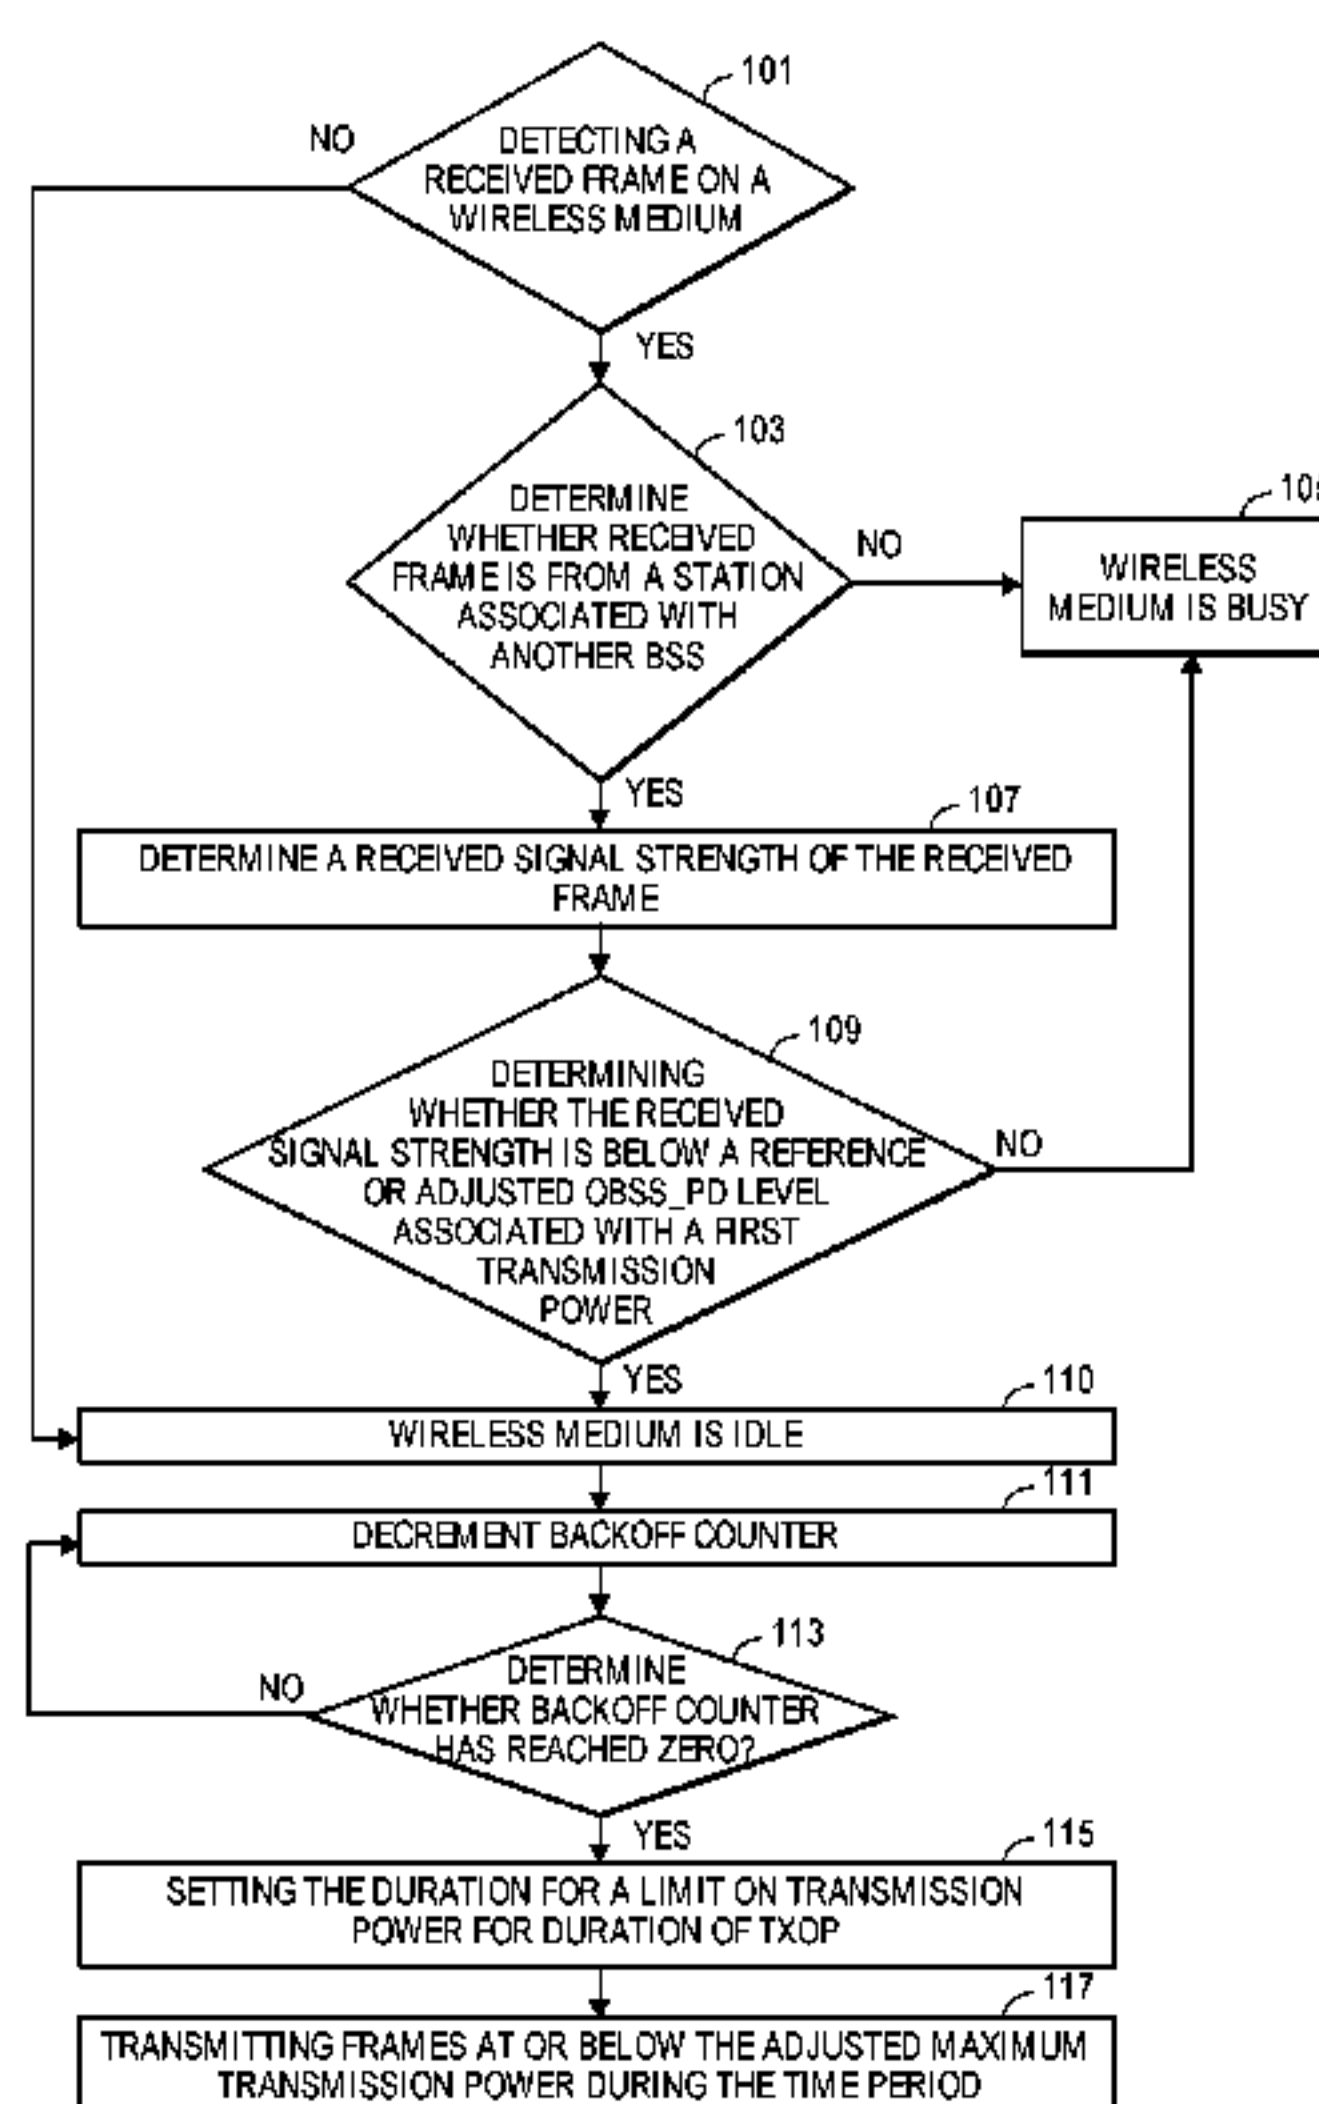 101
NO
DETECTING A
RECEIVED FRAME ON A
WIRELESS MEDIUM
YES
103
DETERMINE
WHETHER RECEIVED
FRAME IS FROM A STATION
ASSOCIATED WITH
ANOTHER BSS
NO
WIRELESS
MEDIUM IS BUSY
YES
107
DETERMINE A RECEIVED SIGNAL STRENGTH OF THE RECEIVED
FRAME
109
DETERMINING
WHETHER THE RECEIVED
SIGNAL STRENGTH IS BELOW A REFERENCE
OR ADJUSTED OBSS_PD LEVEL
ASSOCIATED WITH A FIRST
TRANSMISSION
POWER
NO
YES
110
WIRELESS MEDIUM IS IDLE
111
DECREMENT BACKOFF COUNTER
113
DETERMINE
WHETHER BACKOFF COUNTER
HAS REACHED ZERO?
NO
YES
115
SETTING THE DURATION FOR A LIMIT ON TRANSMISSION
POWER FOR DURATION OF TXOP
117
TRANSMITTING FRAMES AT OR BELOW THE ADJUSTED MAXIMUM
TRANSMISSION POWER DURING THE TIME PERIOD